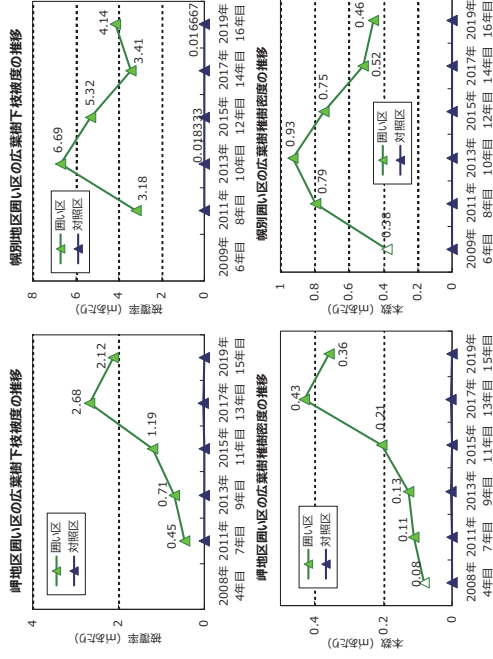 岬地区囲い区の広葉樹下枝被度の推移
被覆率（㎡あたり）
4
2
0
囲い区
対照区
0.45
0.71
1.19
2.68
2.12
2008年 2011年 2013年 2015年 2017年 2019年
4年目 7年目 9年目 11年目 13年目 15年目
幌別地区囲い区の広葉樹下枝被度の推移
被覆率（㎡あたり）
8
6
4
2
0
囲い区
対照区
3.18
6.69
5.32
3.41
4.14
0.018333
0.016667
2009年 2011年 2013年 2015年 2017年 2019年
6年目 8年目 10年目 12年目 14年目 16年目
岬地区囲い区の広葉樹稚樹密度の推移
本数（㎡あたり）
0.4
0.2
0
囲い区
対照区
0.08
0.11
0.13
0.21
0.43
0.36
2008年 2011年 2013年 2015年 2017年 2019年
4年目 7年目 9年目 11年目 13年目 15年目
幌別囲い区の広葉樹稚樹密度の推移
本数（㎡あたり）
1
0.8
0.6
0.4
0.2
0
囲い区
対照区
0.38
0.79
0.93
0.75
0.52
0.46
2009年 2011年 2013年 2015年 2017年 2019年
6年目 8年目 10年目 12年目 14年目 16年目